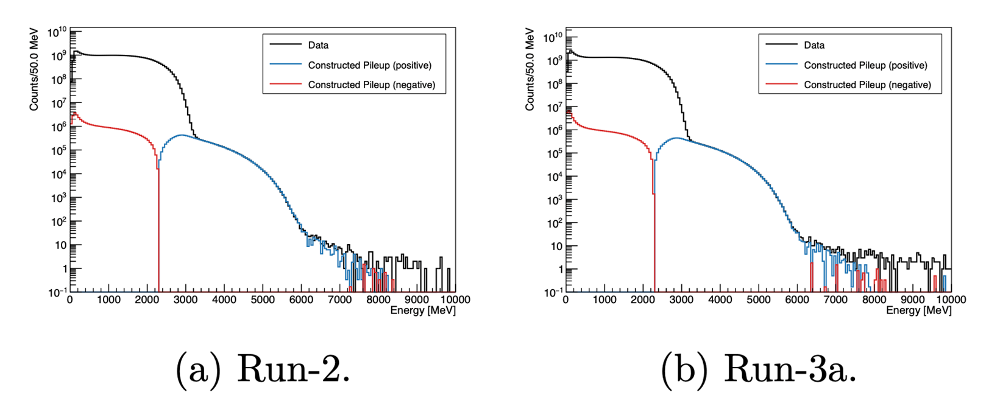 Counts/50.0 MeV
10^10
10^9
10^8
10^7
10^6
10^5
10^4
10^3
10^2
10
1
10^−1
Data
Constructed Pileup (positive)
Constructed Pileup (negative)
0 1000 2000 3000 4000 5000 6000 7000 8000 9000 10000
Energy [MeV]
(a) Run-2.
Counts/50.0 MeV
10^10
10^9
10^8
10^7
10^6
10^5
10^4
10^3
10^2
10
1
10^−1
Data
Constructed Pileup (positive)
Constructed Pileup (negative)
0 1000 2000 3000 4000 5000 6000 7000 8000 9000 10000
Energy [MeV]
(b) Run-3a.